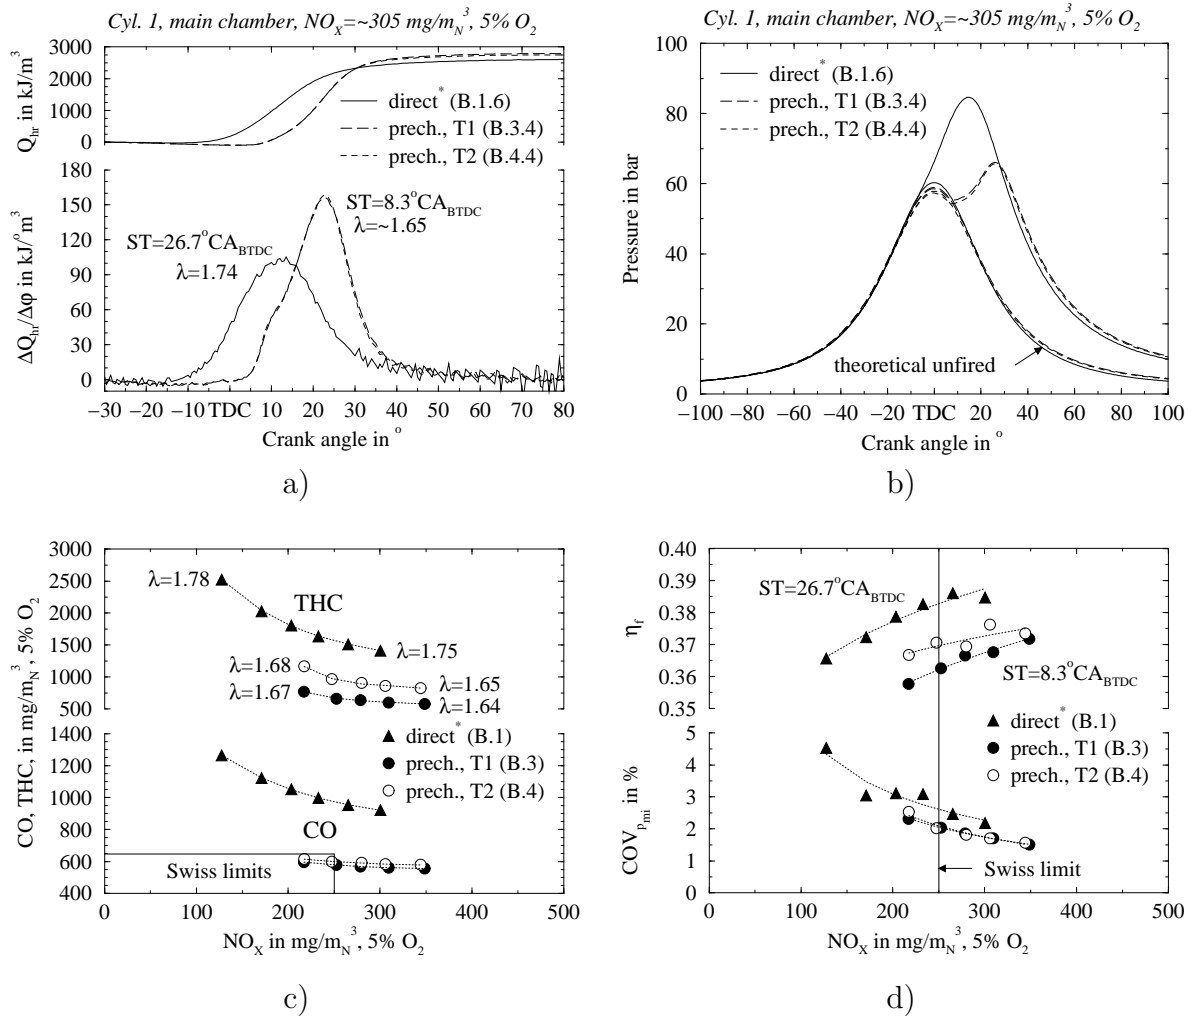 Cyl. 1, main chamber, NOX=~305 mg/mN3, 5% O2
3000
2000
1000
0
Qhr in kJ/m3
direct* (B.1.6)
prech., T1 (B.3.4)
prech., T2 (B.4.4)
180
150
120
90
60
30
0
ΔQhr/Δφ in kJ/°m3
ST=8.3°CABTDC
λ=~1.65
ST=26.7°CABTDC
λ=1.74
−30 −20 −10 TDC 10 20 30 40 50 60 70 80
Crank angle in °
a)
Cyl. 1, main chamber, NOX=~305 mg/mN3, 5% O2
100
80
60
40
20
0
Pressure in bar
direct* (B.1.6)
prech., T1 (B.3.4)
prech., T2 (B.4.4)
theoretical unfired
−100 −80 −60 −40 −20 TDC 20 40 60 80 100
Crank angle in °
b)
3000
2500
2000
1500
1000
500
1400
1200
1000
800
600
400
CO, THC, in mg/mN3, 5% O2
λ=1.78
THC
λ=1.75
λ=1.68
λ=1.65
λ=1.67
λ=1.64
direct* (B.1)
prech., T1 (B.3)
prech., T2 (B.4)
CO
Swiss limits
0 100 200 300 400 500
NOX in mg/mN3, 5% O2
c)
0.40
0.39
0.38
0.37
0.36
0.35
ηf
ST=26.7°CABTDC
ST=8.3°CABTDC
direct* (B.1)
prech., T1 (B.3)
prech., T2 (B.4)
5
4
3
2
1
0
COVpmi in %
Swiss limit
0 100 200 300 400 500
NOX in mg/mN3, 5% O2
d)